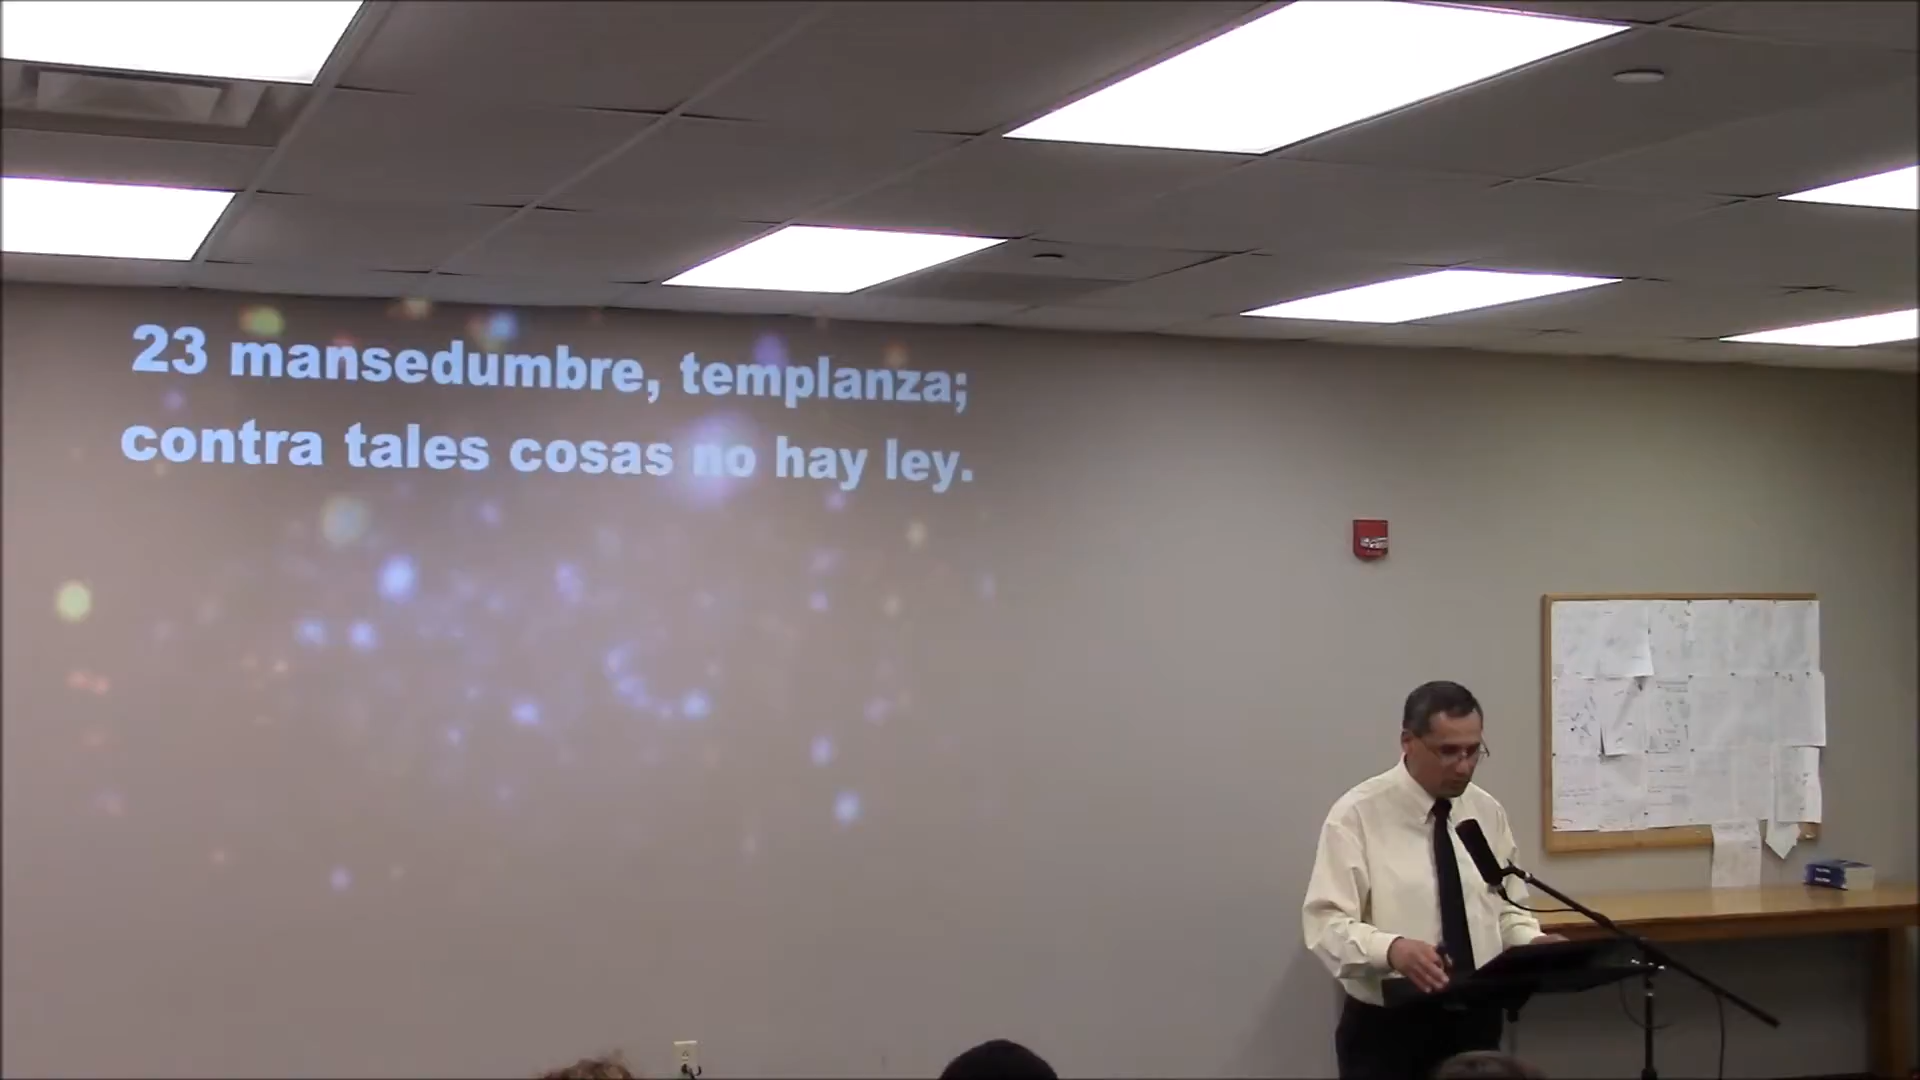 23 mansedumbre, templanza;
contra tales cosas no hay ley.